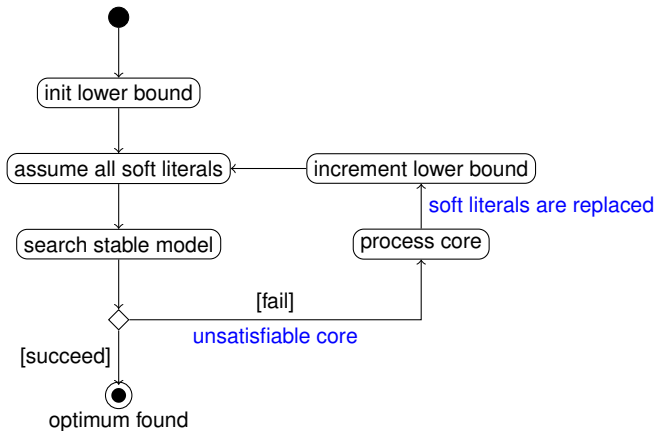 init lower bound
assume all soft literals
increment lower bound
soft literals are replaced
search stable model
process core
[fail]
unsatisfiable core
[succeed]
optimum found